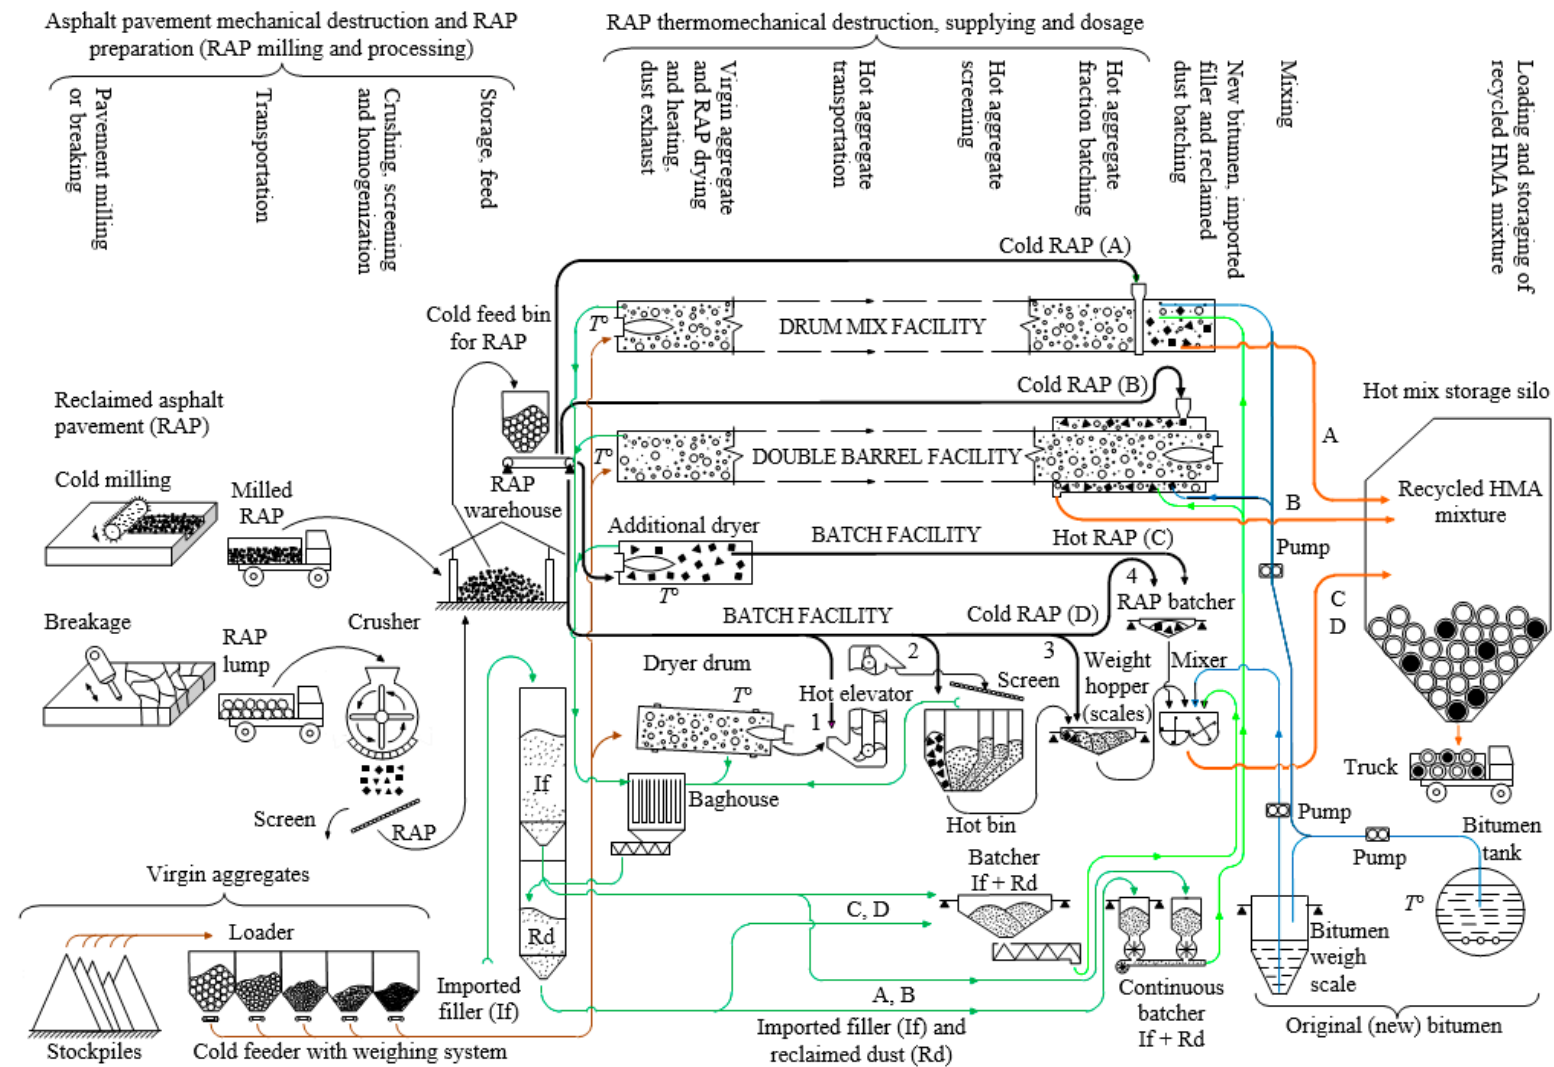 Asphalt pavement mechanical destruction and RAP
preparation (RAP milling and processing)
RAP thermomechanical destruction, supplying and dosage
Pavement milling
or breaking
Transportation
Crushing, screening
and homogenization
Storage, feed
Virgin aggregate
and RAP drying
and heating,
dust exhaust
Hot aggregate
transportation
Hot aggregate
screening
Hot aggregate
fraction batching
New bitumen, imported
filler and reclaimed
dust batching
Mixing
Loading and storaging of
recycled HMA mixture
Cold RAP (A)
Cold feed bin
for RAP
T°
DRUM MIX FACILITY
Cold RAP (B)
Hot mix storage silo
Reclaimed asphalt
pavement (RAP)
A
T°
DOUBLE BARREL FACILITY
Cold milling
Milled
RAP
RAP
warehouse
Recycled HMA
mixture
B
Additional dryer
BATCH FACILITY
Hot RAP (C)
Pump
4
T°
C
D
RAP batcher
BATCH FACILITY
Cold RAP (D)
Breakage
RAP
lump
Crusher
2
3
Dryer drum
Weight
hopper
(scales)
Mixer
Screen
T°
Hot elevator
1
Truck
If
Baghouse
Screen
RAP
Hot bin
Pump
Pump
Bitumen
tank
Batcher
If + Rd
Virgin aggregates
C, D
T°
Loader
Rd
Bitumen
weigh
scale
Imported
filler (If)
A, B
Continuous
batcher
If + Rd
Imported filler (If) and
reclaimed dust (Rd)
Original (new) bitumen
Stockpiles
Cold feeder with weighing system